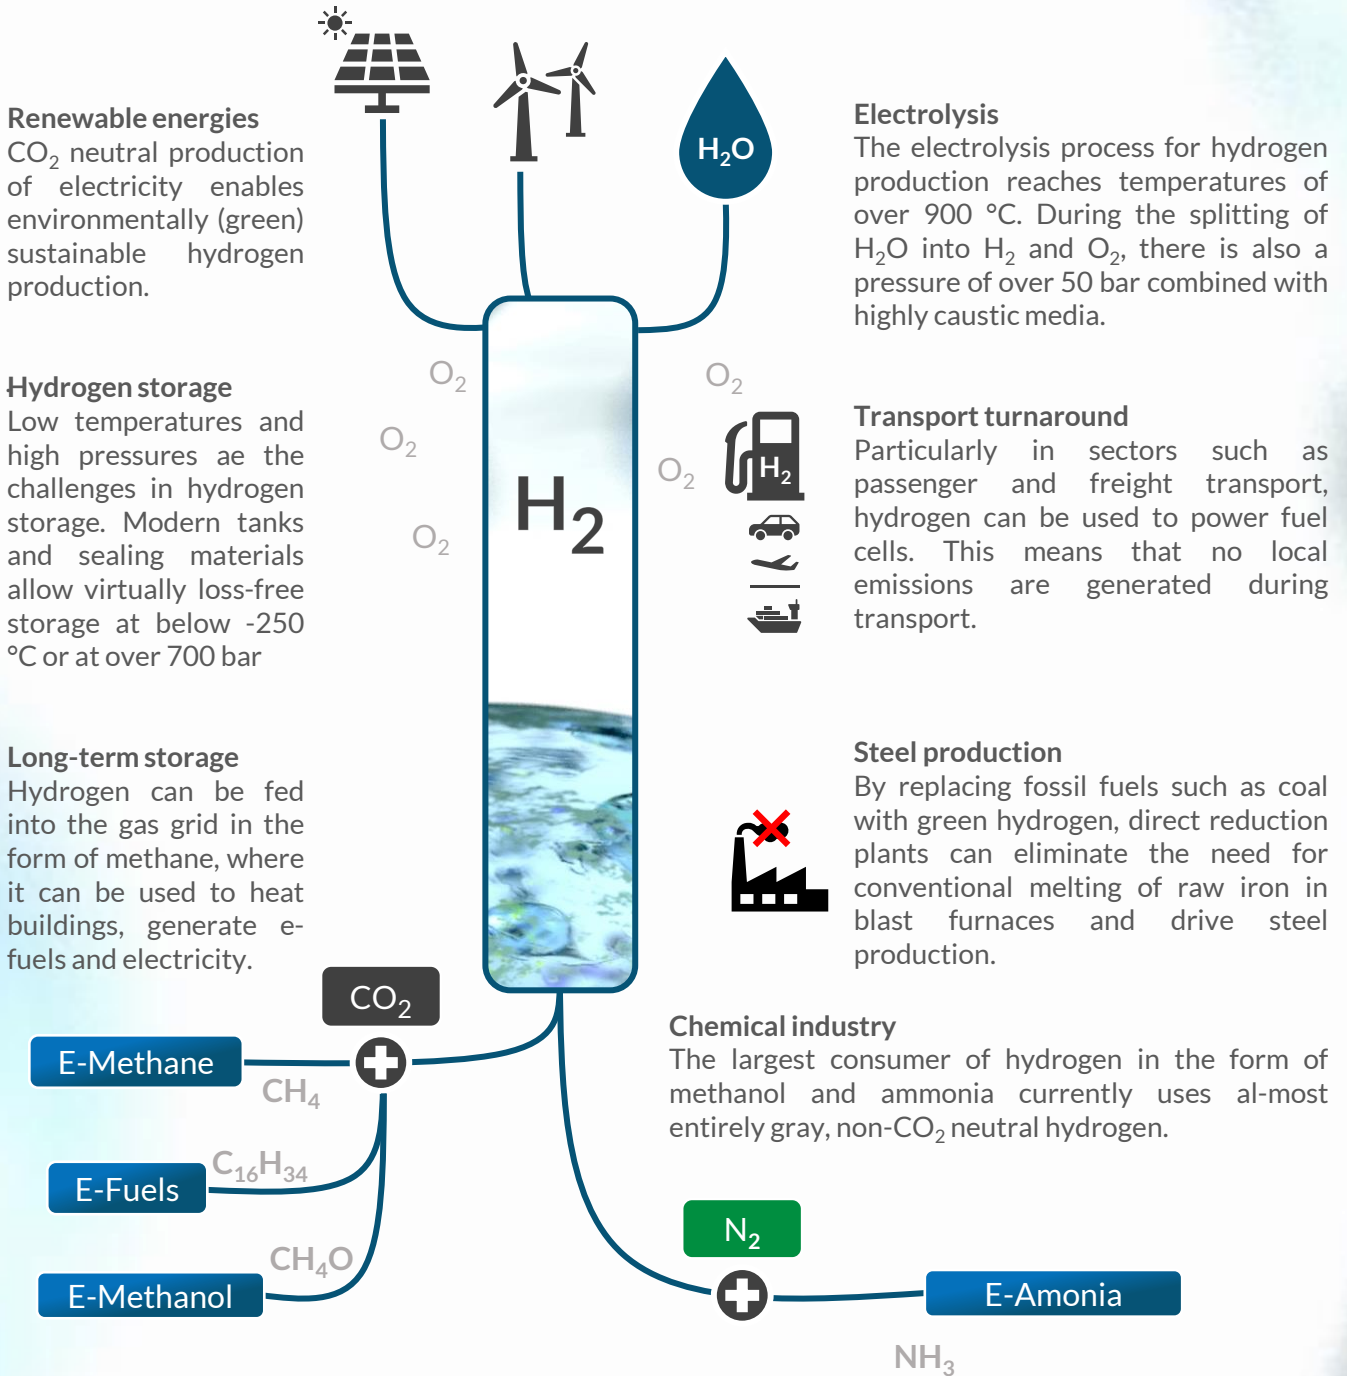 H₂O
Renewable energies
CO₂ neutral production
of electricity enables
environmentally (green)
sustainable hydrogen
production.
Electrolysis
The electrolysis process for hydrogen
production reaches temperatures of
over 900 °C. During the splitting of
H₂O into H₂ and O₂, there is also a
pressure of over 50 bar combined with
highly caustic media.
O₂
O₂
O₂
O₂
O₂
H₂
H₂
Hydrogen storage
Low temperatures and
high pressures ae the
challenges in hydrogen
storage. Modern tanks
and sealing materials
allow virtually loss-free
storage at below -250
°C or at over 700 bar
Transport turnaround
Particularly in sectors such as
passenger and freight transport,
hydrogen can be used to power fuel
cells. This means that no local
emissions are generated during
transport.
Long-term storage
Hydrogen can be fed
into the gas grid in the
form of methane, where
it can be used to heat
buildings, generate e-
fuels and electricity.
Steel production
By replacing fossil fuels such as coal
with green hydrogen, direct reduction
plants can eliminate the need for
conventional melting of raw iron in
blast furnaces and drive steel
production.
CO₂
E-Methane
CH₄
C₁₆H₃₄
E-Fuels
CH₄O
E-Methanol
Chemical industry
The largest consumer of hydrogen in the form of
methanol and ammonia currently uses al-most
entirely gray, non-CO₂ neutral hydrogen.
N₂
E-Amonia
NH₃